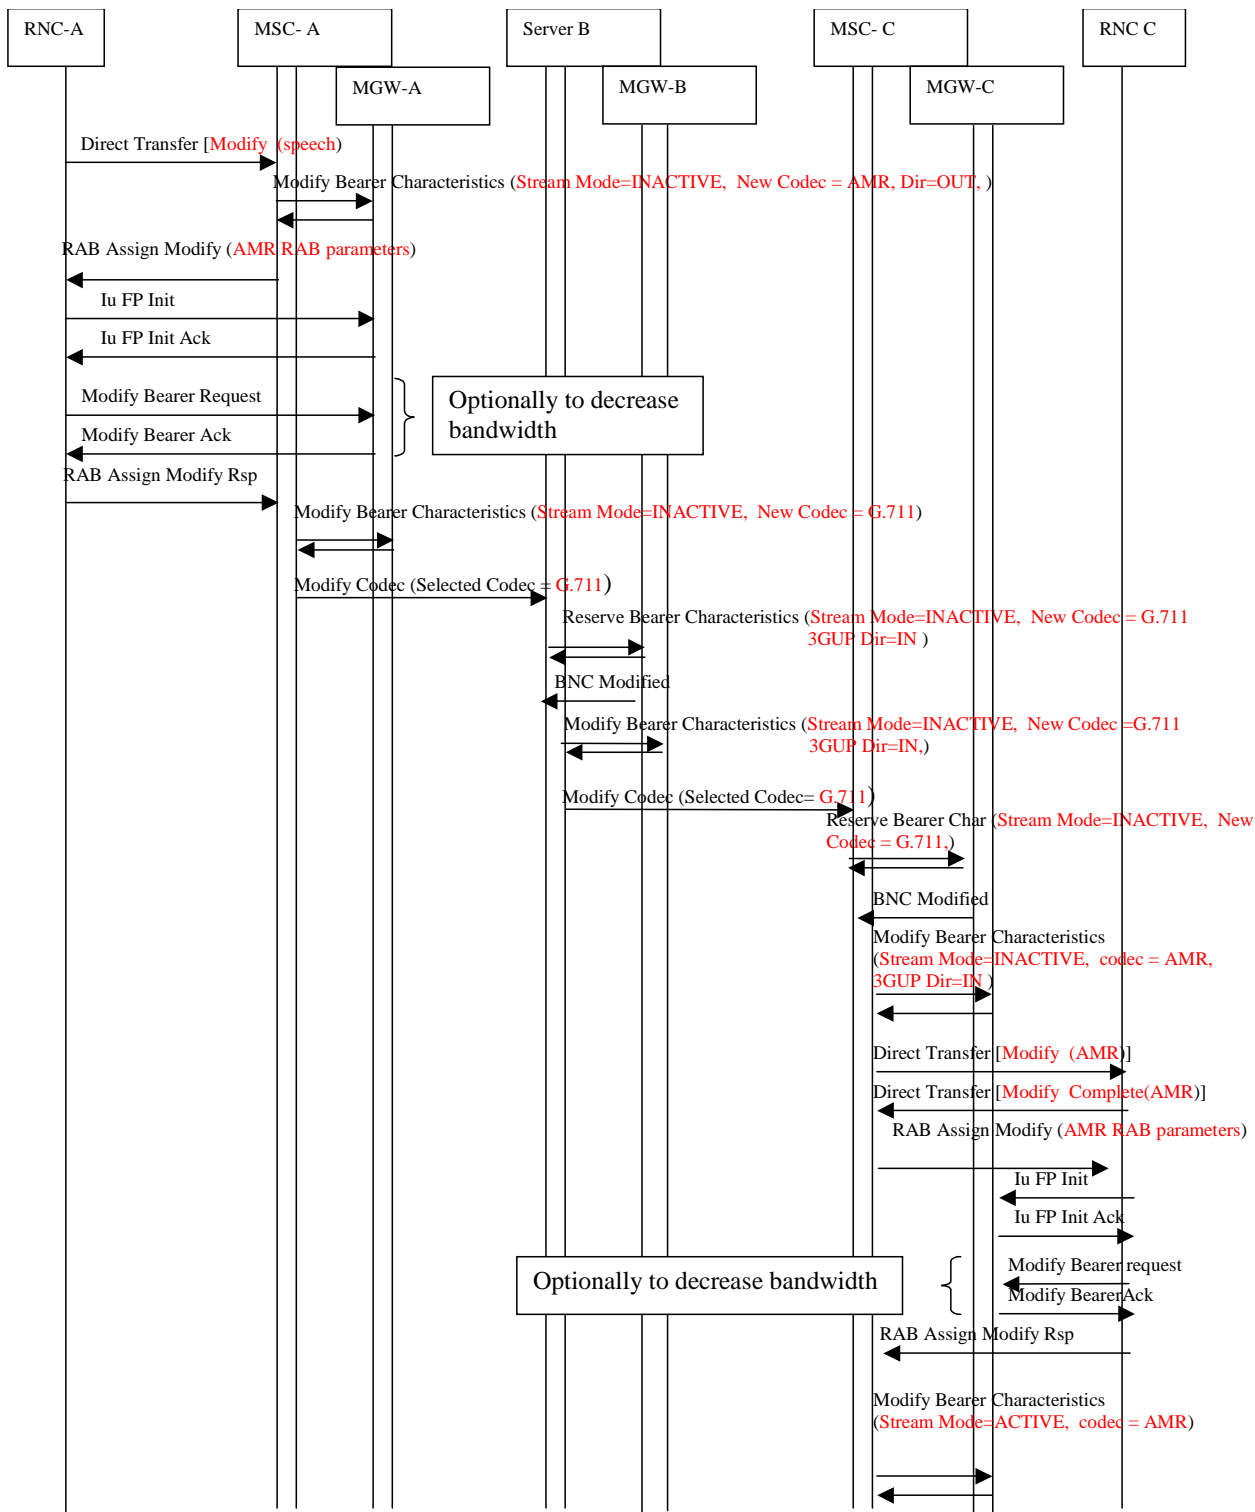 RNC-A
MSC- A
Server B
MSC- C
RNC C
MGW-A
MGW-B
MGW-C
Direct Transfer [Modify (speech)
Modify Bearer Characteristics (Stream Mode=INACTIVE, New Codec = AMR, Dir=OUT, )
RAB Assign Modify (AMR RAB parameters)
Iu FP Init
Iu FP Init Ack
Modify Bearer Request
Optionally to decrease
bandwidth
Modify Bearer Ack
RAB Assign Modify Rsp
Modify Bearer Characteristics (Stream Mode=INACTIVE, New Codec = G.711)
Modify Codec (Selected Codec = G.711)
Reserve Bearer Characteristics (Stream Mode=INACTIVE, New Codec = G.711
3GUP Dir=IN )
BNC Modified
Modify Bearer Characteristics (Stream Mode=INACTIVE, New Codec =G.711
3GUP Dir=IN,)
Modify Codec (Selected Codec= G.711)
Reserve Bearer Char (Stream Mode=INACTIVE, New
Codec = G.711,)
BNC Modified
Modify Bearer Characteristics
(Stream Mode=INACTIVE, codec = AMR,
3GUP Dir=IN )
Direct Transfer [Modify (AMR)]
Direct Transfer [Modify Complete(AMR)]
RAB Assign Modify (AMR RAB parameters)
Iu FP Init
Iu FP Init Ack
Optionally to decrease bandwidth
Modify Bearer request
Modify BearerAck
RAB Assign Modify Rsp
Modify Bearer Characteristics
(Stream Mode=ACTIVE, codec = AMR)